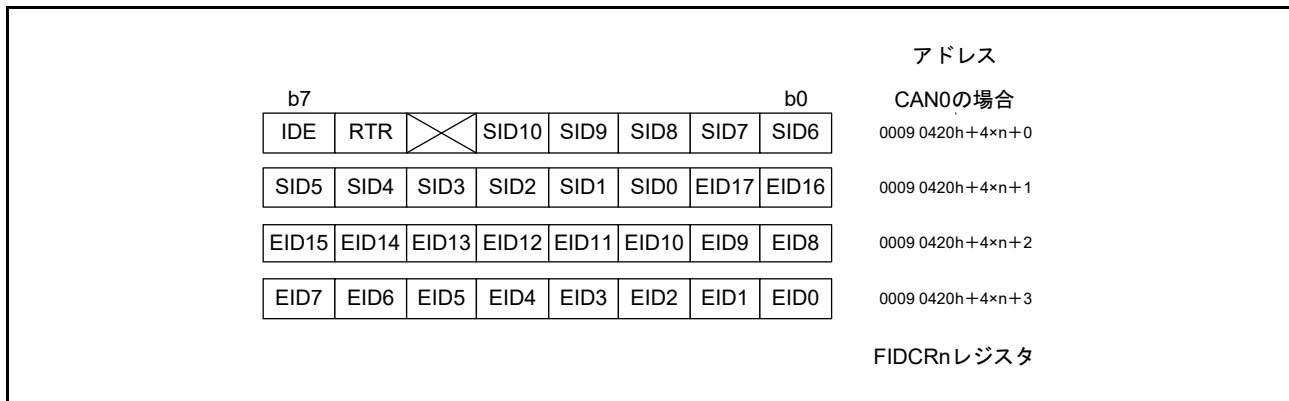 アドレス
b7 b0 CAN0の場合
IDE RTR SID10 SID9 SID8 SID7 SID6 0009 0420h+4×n+0
SID5 SID4 SID3 SID2 SID1 SID0 EID17 EID16 0009 0420h+4×n+1
EID15 EID14 EID13 EID12 EID11 EID10 EID9 EID8 0009 0420h+4×n+2
EID7 EID6 EID5 EID4 EID3 EID2 EID1 EID0 0009 0420h+4×n+3
FIDCRnレジスタ